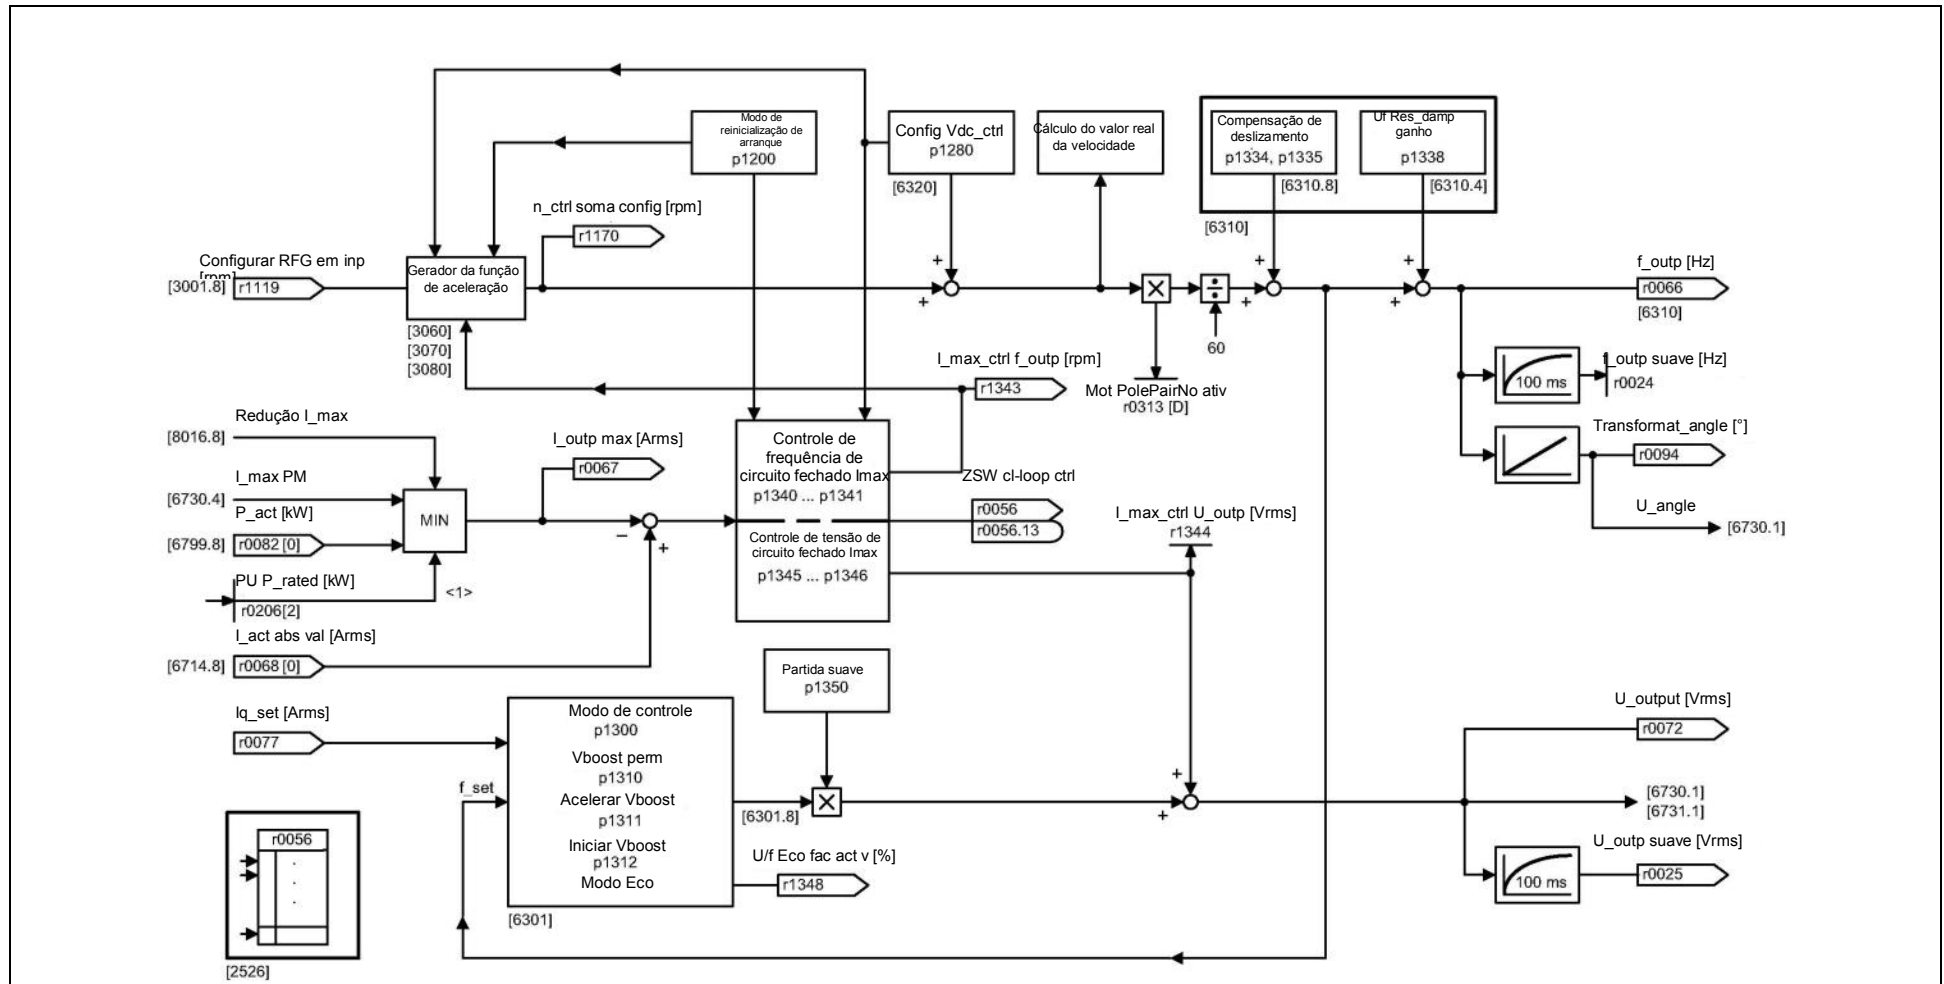 Modo de
reinicialização de
arranque
p1200
Config Vdc_ctrl
p1280
[6320]
Cálculo do valor real
da velocidade
Compensação de
deslizamento
p1334, p1335
[6310.8]
Uf Res_damp
ganho
p1338
[6310.4]
[6310]
n_ctrl soma config [rpm]
r1170
Configurar RFG em inp
[rpm]
[3001.8] r1119
Gerador da função
de aceleração
[3060]
[3070]
[3080]
+
+
+
+
+
+
×
÷
60
f_outp [Hz]
r0066
[6310]
I_max_ctrl f_outp [rpm]
r1343
Mot PolePairNo ativ
r0313 [D]
100 ms
f_outp suave [Hz]
r0024
Transformat_angle [°]
r0094
U_angle
[6730.1]
Redução I_max
[8016.8]
I_max PM
[6730.4]
P_act [kW]
[6799.8] r0082 [0]
PU P_rated [kW]
r0206[2]
<1>
MIN
I_outp max [Arms]
r0067
−
+
I_act abs val [Arms]
[6714.8] r0068 [0]
Controle de
frequência de
circuito fechado Imax
p1340 ... p1341
Controle de tensão de
circuito fechado Imax
p1345 ... p1346
ZSW cl-loop ctrl
r0056
r0056.13
I_max_ctrl U_outp [Vrms]
r1344
Partida suave
p1350
Iq_set [Arms]
r0077
f_set
Modo de controle
p1300
Vboost perm
p1310
Acelerar Vboost
p1311
Iniciar Vboost
p1312
Modo Eco
[6301]
[6301.8]
×
U/f Eco fac act v [%]
r1348
+
+
U_output [Vrms]
r0072
[6730.1]
[6731.1]
U_outp suave [Vrms]
100 ms
r0025
r0056
[2526]